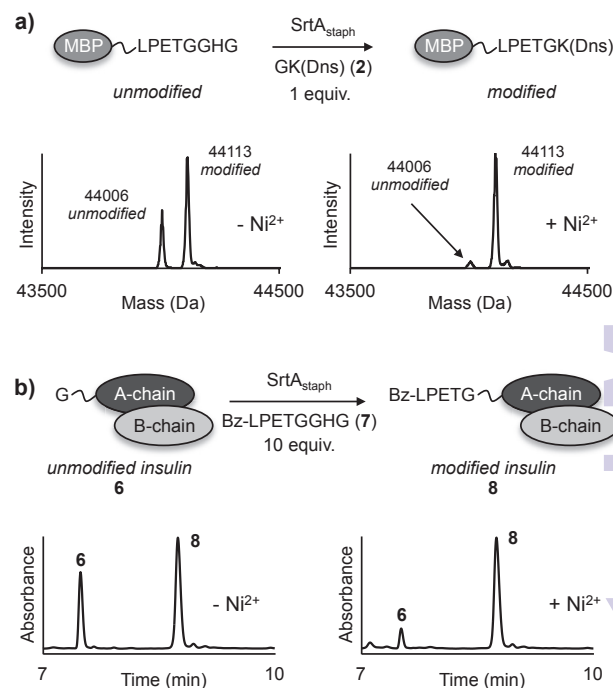 a)
SrtAstaph
MBP LPETGGHG MBP LPETGK(Dns)
GK(Dns) (2)
unmodified modified
1 equiv.
44113
modified
44006
unmodified
- Ni2+
Intensity
43500 44500
Mass (Da)
44113
modified
44006
unmodified
+ Ni2+
Intensity
43500 44500
Mass (Da)
b)
SrtAstaph
G A-chain Bz-LPETG A-chain
Bz-LPETGGHG (7)
B-chain B-chain
10 equiv.
unmodified insulin modified insulin
6 8
8
6
- Ni2+
Absorbance
7 10
Time (min)
8
6
+ Ni2+
Absorbance
7 10
Time (min)